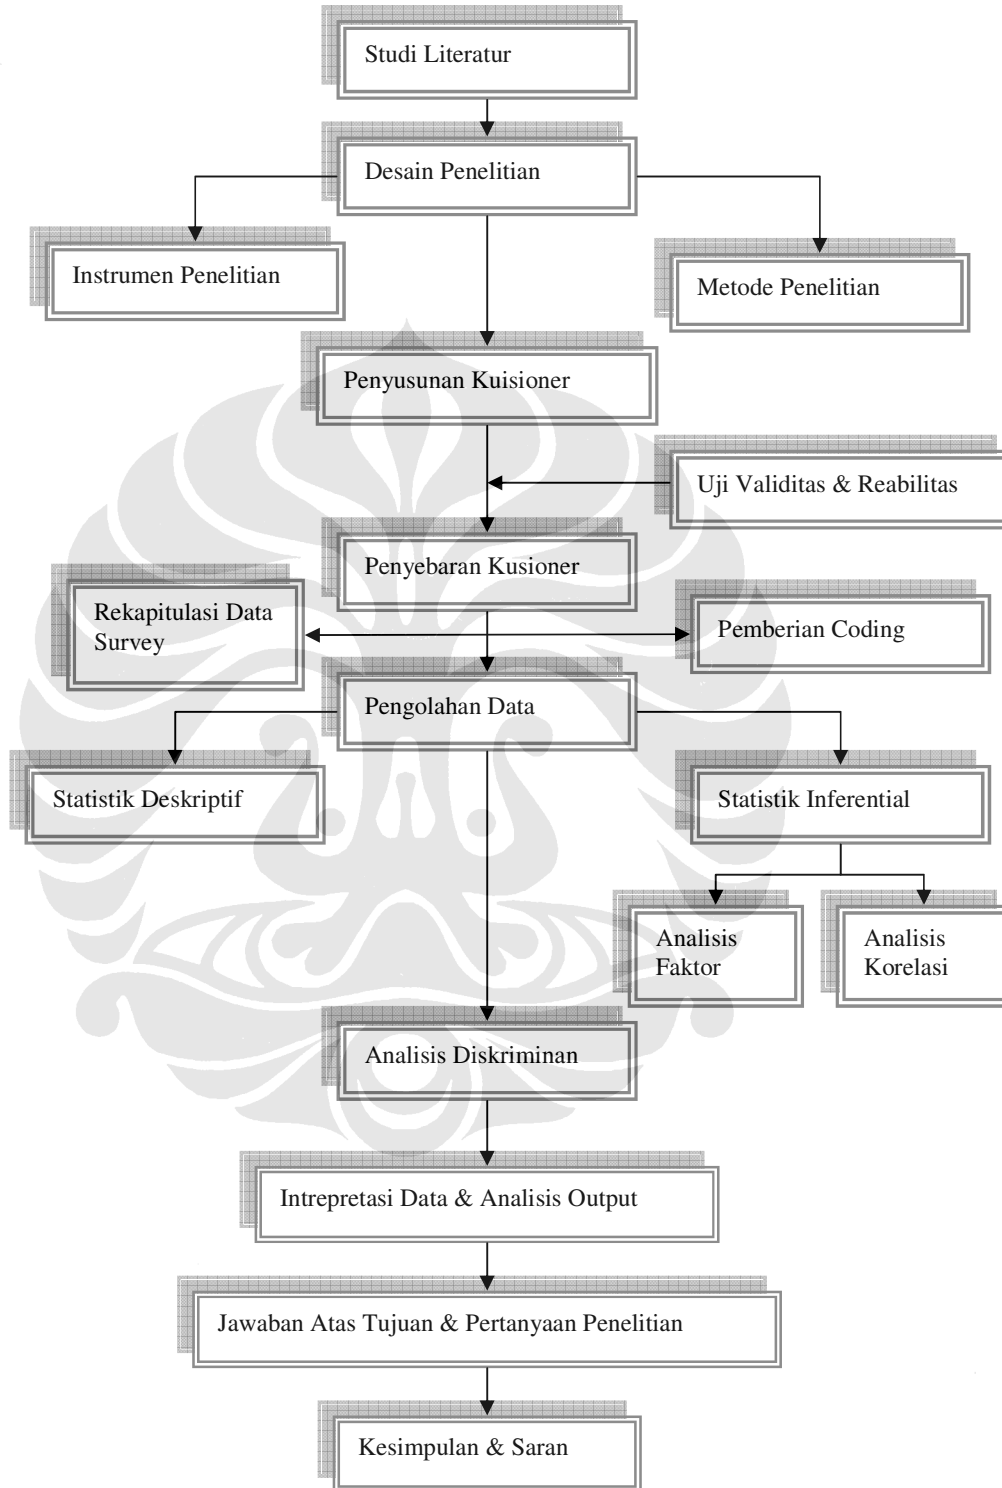 Studi Literatur
Desain Penelitian
Instrumen Penelitian
Metode Penelitian
Penyusunan Kuisioner
Uji Validitas & Reabilitas
Penyebaran Kusioner
Rekapitulasi Data
Survey
Pemberian Coding
Pengolahan Data
Statistik Deskriptif
Statistik Inferential
Analisis
Faktor
Analisis
Korelasi
Analisis Diskriminan
Intrepretasi Data & Analisis Output
Jawaban Atas Tujuan & Pertanyaan Penelitian
Kesimpulan & Saran